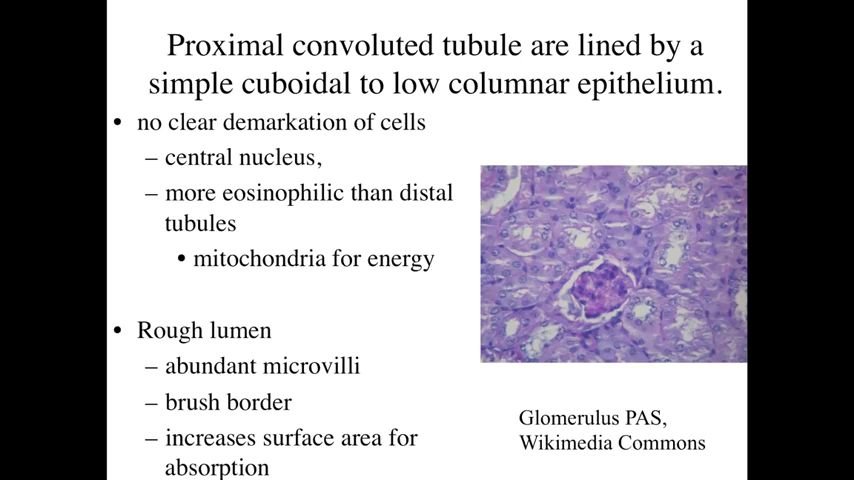 Proximal convoluted tubule are lined by a
simple cuboidal to low columnar epithelium.
• no clear demarkation of cells
– central nucleus,
– more eosinophilic than distal
tubules
• mitochondria for energy
• Rough lumen
– abundant microvilli
– brush border
– increases surface area for
absorption
Glomerulus PAS,
Wikimedia Commons